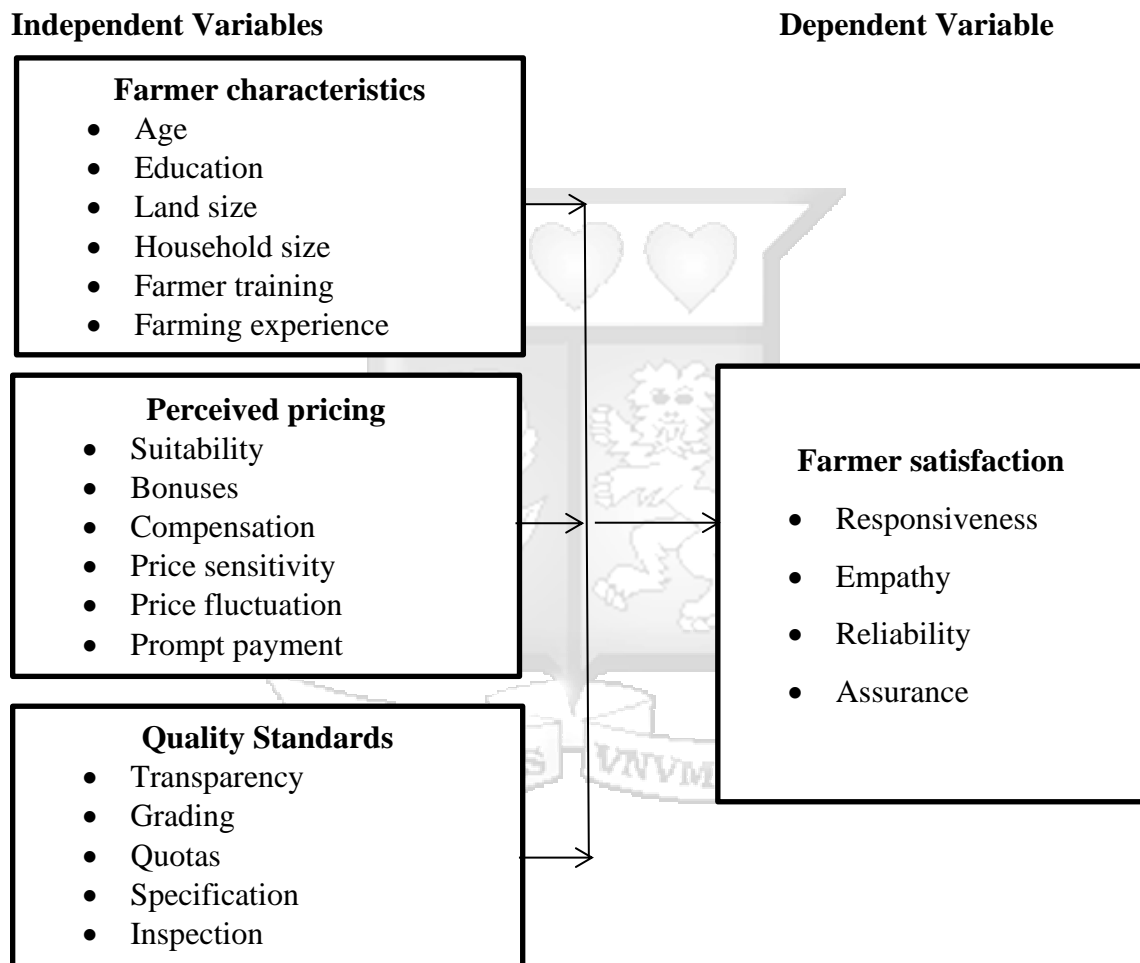 Independent Variables
Dependent Variable
Farmer characteristics
• Age
• Education
• Land size
• Household size
• Farmer training
• Farming experience
Perceived pricing
• Suitability
• Bonuses
• Compensation
• Price sensitivity
• Price fluctuation
• Prompt payment
Quality Standards
• Transparency
• Grading
• Quotas
• Specification
• Inspection
Farmer satisfaction
• Responsiveness
• Empathy
• Reliability
• Assurance